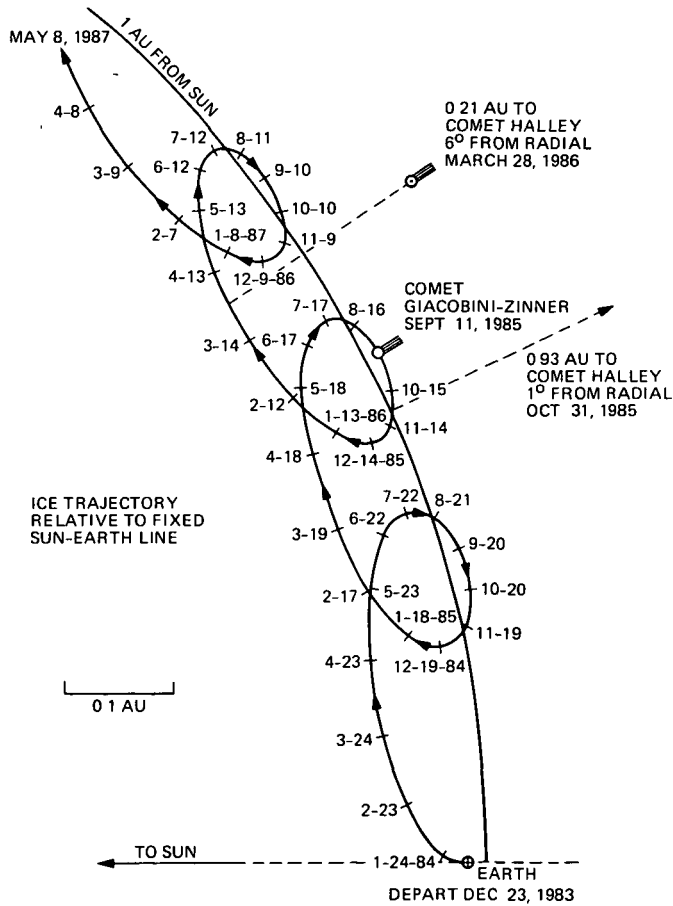 MAY 8, 1987
1 AU FROM SUN
4-8
3-9
2-7
7-12
8-11
6-12
9-10
5-13
10-10
1-8-87
11-9
4-13
12-9-86
0 21 AU TO
COMET HALLEY
6° FROM RADIAL
MARCH 28, 1986
COMET
GIACOBINI-ZINNER
SEPT 11, 1985
7-17
8-16
3-14
6-17
0 93 AU TO
COMET HALLEY
1° FROM RADIAL
OCT 31, 1985
5-18
10-15
2-12
1-13-86
11-14
4-18
12-14-85
ICE TRAJECTORY
RELATIVE TO FIXED
SUN-EARTH LINE
7-22
8-21
6-22
3-19
9-20
2-17
5-23
10-20
1-18-85
11-19
4-23
12-19-84
0 1 AU
3-24
2-23
TO SUN
1-24-84
EARTH
DEPART DEC 23, 1983